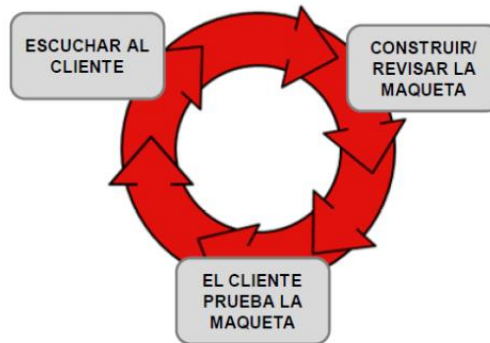 ESCUCHAR AL
CLIENTE
CONSTRUIR/
REVISAR LA
MAQUETA
EL CLIENTE
PRUEBA LA
MAQUETA